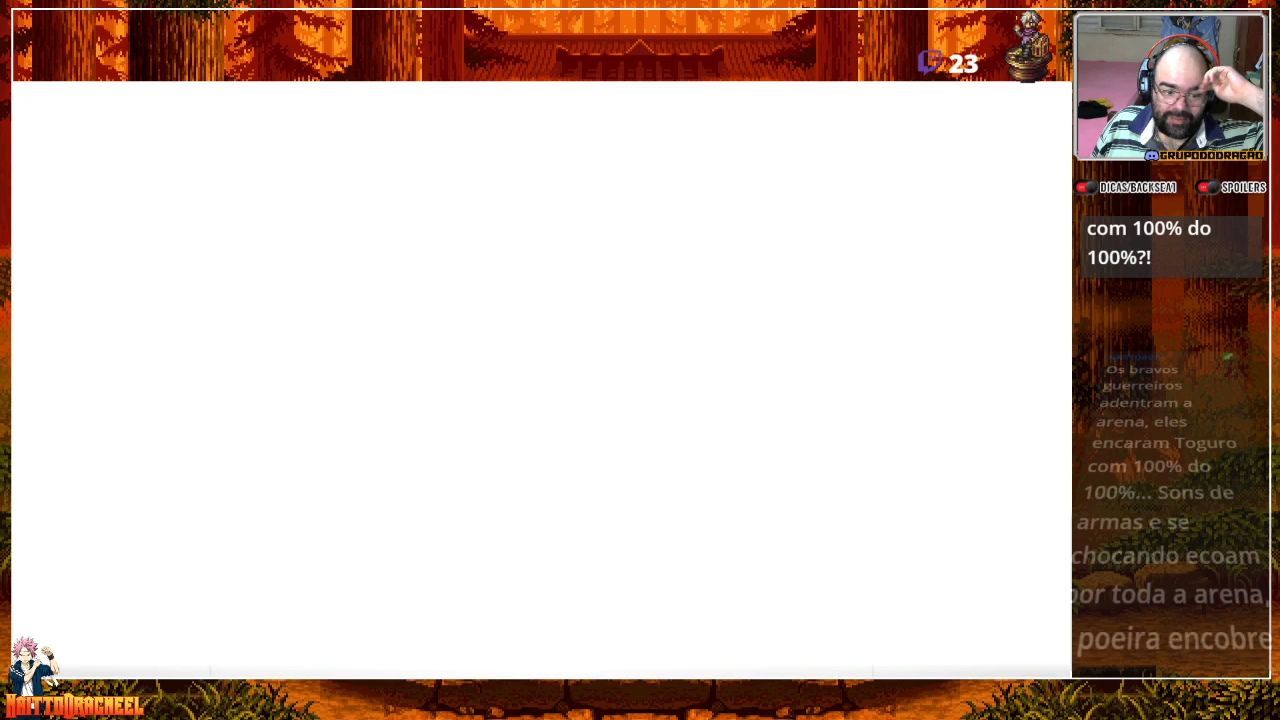 23
GRUPODODRAGAO
DICAS/BACKSEAT
SPOILERS
com 100% do
100%?!
Os bravos
guerreiros
adentram a
arena, eles
encaram Toguro
com 100% do
100%... Sons de
armas e se
chocando ecoam
por toda a arena,
poeira encobre
NAITTODRAGNEEL